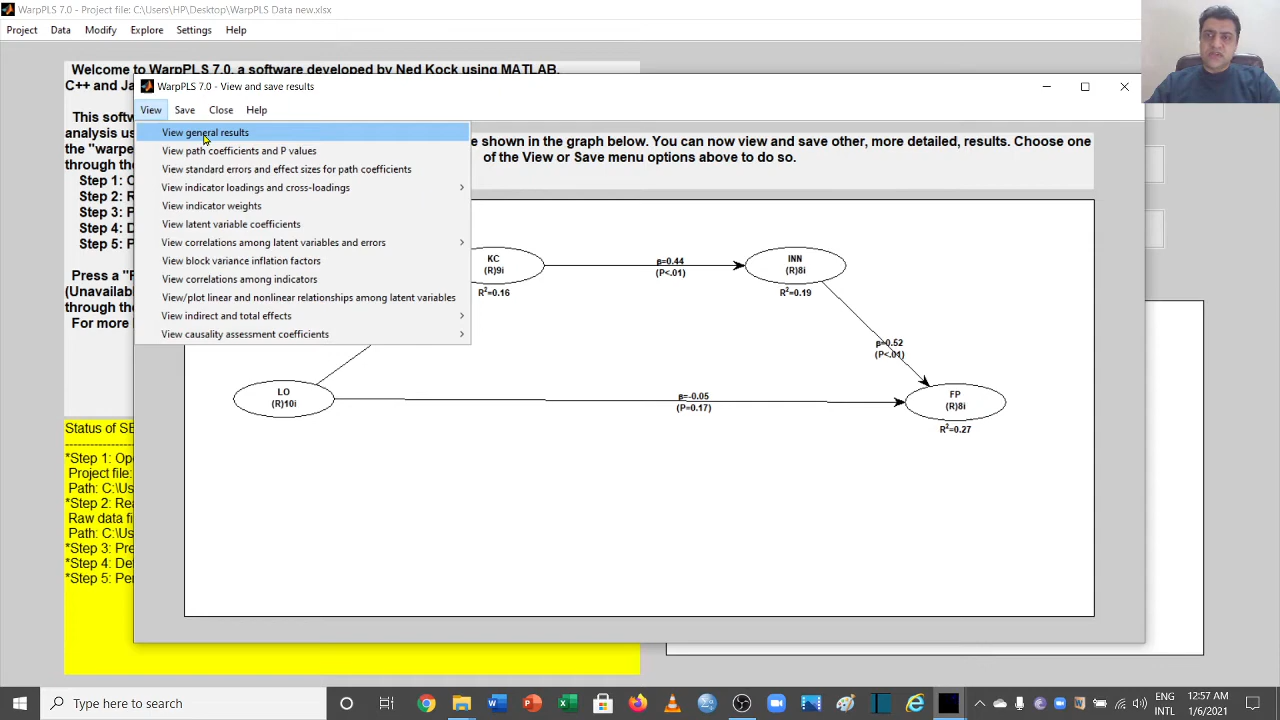 WarpPLS 7.0 - Project file: C:\Users\HP\Desktop\WarpPLS Data new.xlsx
Project Data Modify Explore Settings Help
Welcome to WarpPLS 7.0, a software developed by Ned Kock using MATLAB,
C++ and Ja
This softw
analysis us
the "warpe
through the
Step 1: O
Step 2: R
Step 3: P
Step 4: D
Step 5: P
Press a "P
(Unavailab
through the
For more
WarpPLS 7.0 - View and save results
View Save Close Help
View general results
View path coefficients and P values
View standard errors and effect sizes for path coefficients
View indicator loadings and cross-loadings
View indicator weights
View latent variable coefficients
View correlations among latent variables and errors
View block variance inflation factors
View correlations among indicators
View/plot linear and nonlinear relationships among latent variables
View indirect and total effects
View causality assessment coefficients
e shown in the graph below. You can now view and save other, more detailed, results. Choose one
of the View or Save menu options above to do so.
KC
(R)9i
R²=0.16
β=0.44
(P<.01)
INN
(R)8i
R²=0.19
β=0.52
(P<.01)
LO
(R)10i
β=-0.05
(P=0.17)
FP
(R)8i
R²=0.27
Status of SE
*Step 1: Ope
Project file:
Path: C:\Us
*Step 2: Rea
Raw data fi
Path: C:\Us
*Step 3: Pre
*Step 4: De
*Step 5: Per
Type here to search
ENG
INTL
12:57 AM
1/6/2021